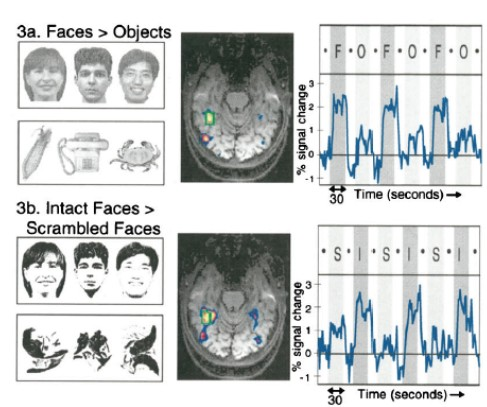 3a. Faces > Objects
· F · O · F · O · F · O ·
% signal change
3
2
1
0
-1
30
Time (seconds)
3b. Intact Faces >
Scrambled Faces
· S · I · S · I · S · I ·
% signal change
3
2
1
0
-1
30
Time (seconds)